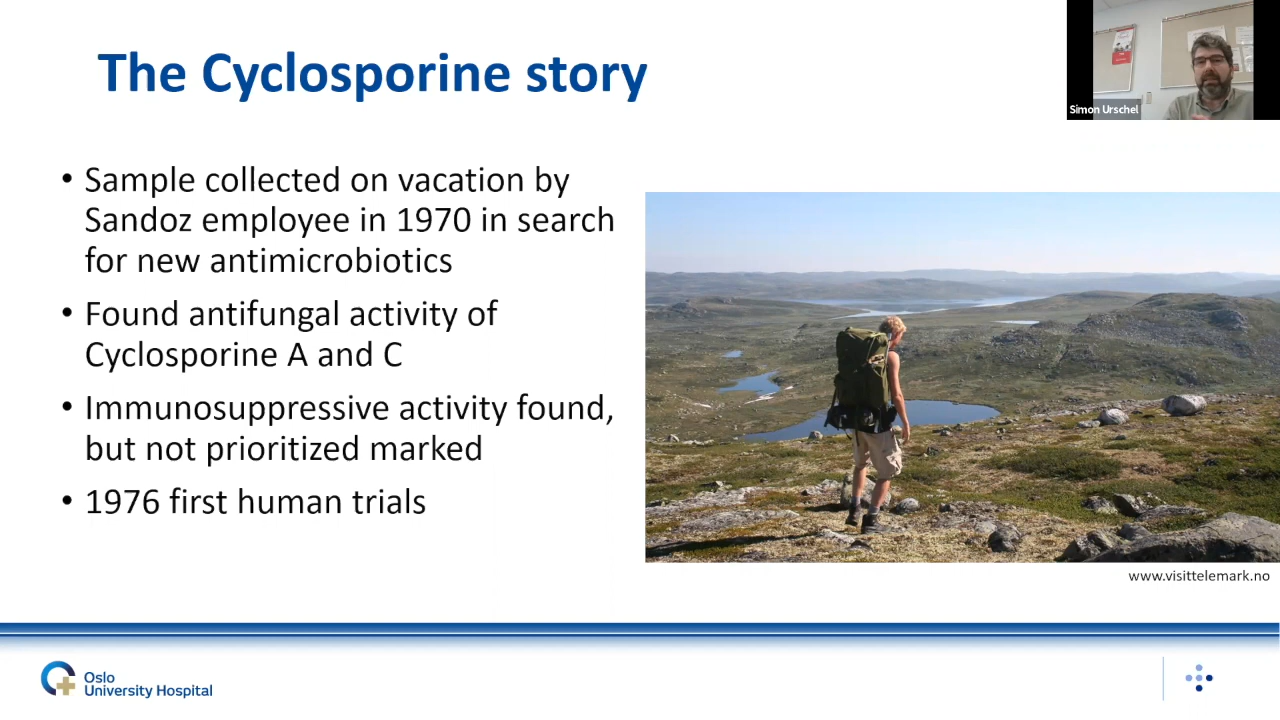 The Cyclosporine story
Simon Urschel
• Sample collected on vacation by
Sandoz employee in 1970 in search
for new antimicrobiotics
• Found antifungal activity of
Cyclosporine A and C
• Immunosuppressive activity found,
but not prioritized marked
• 1976 first human trials
www.visittelemark.no
Oslo
University Hospital